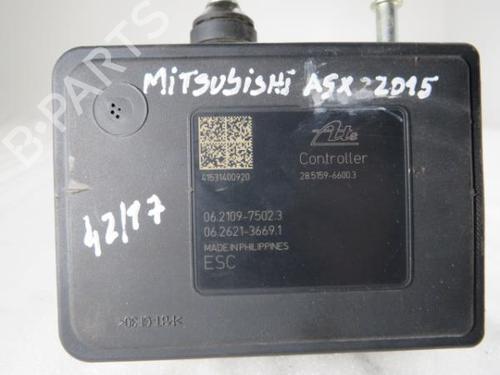 MITSUBISHI ASX 2015
Ate
Controller
28.5159-6600.3
41531400920
06.2109-7502.3
06.2621-3669.1
MADE IN PHILIPPINES
ESC
42/17
B-PARTS